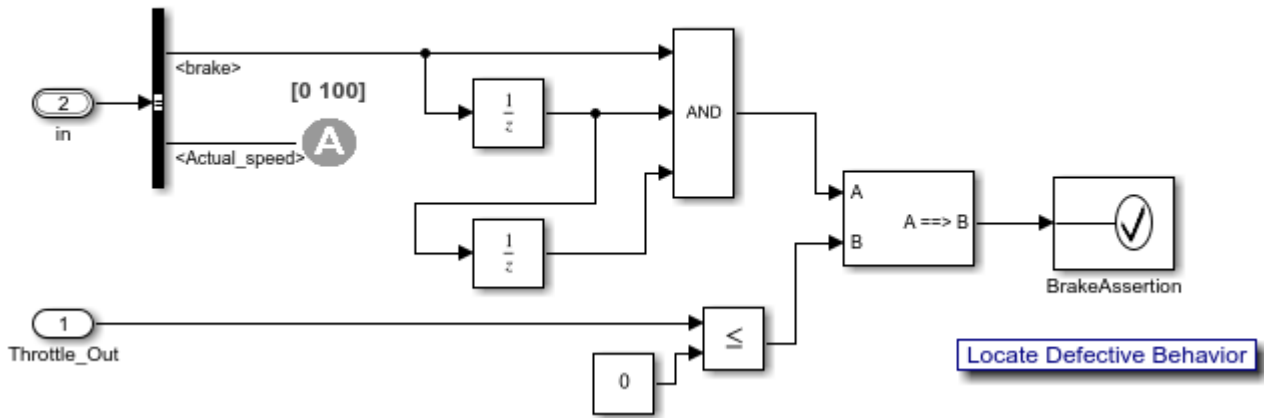 <brake>
[0 100]
1
z
AND
2
in
A
<Actual_speed>
1
z
A
B
A ==> B
BrakeAssertion
1
Throttle_Out
≤
0
Locate Defective Behavior